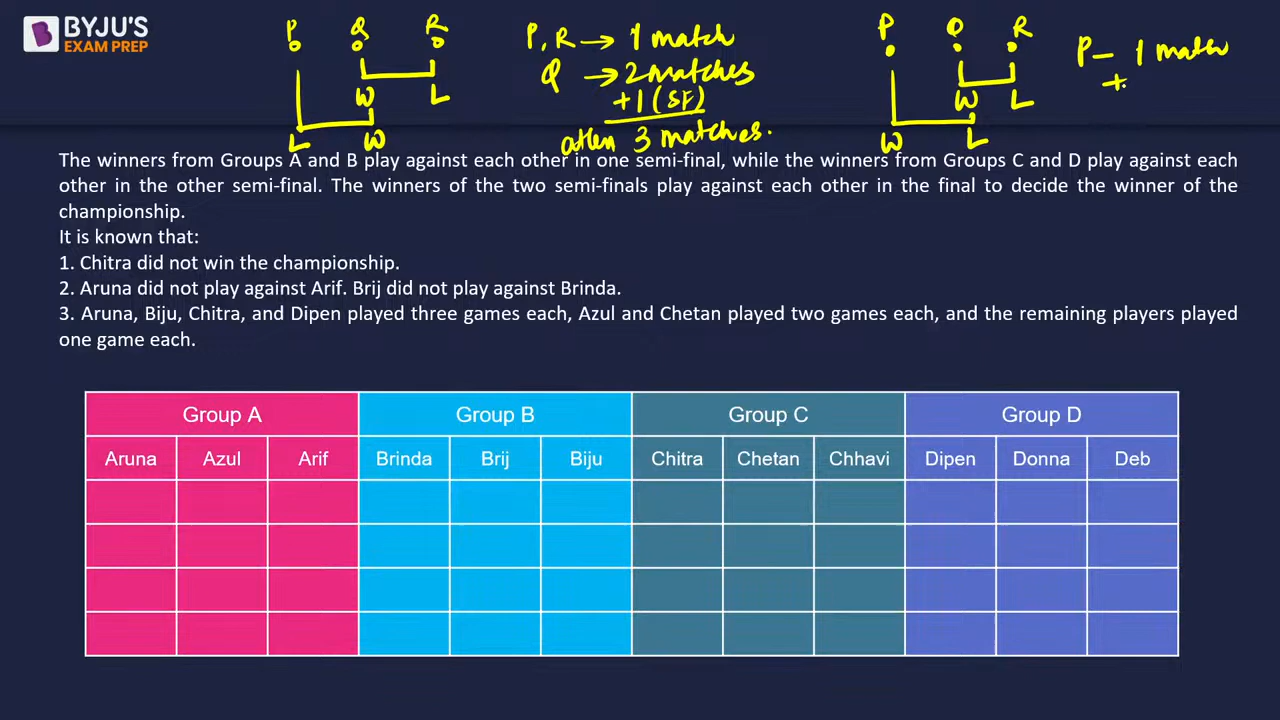 BYJU'S
EXAM PREP
P Q R
W L
L W
P, R → 1 match
Q → 2 matches
+1 (SF)
atlen 3 matches.
P Q R
W L
W L
P - 1 match
+
The winners from Groups A and B play against each other in one semi-final, while the winners from Groups C and D play against each
other in the other semi-final. The winners of the two semi-finals play against each other in the final to decide the winner of the
championship.
It is known that:
1. Chitra did not win the championship.
2. Aruna did not play against Arif. Brij did not play against Brinda.
3. Aruna, Biju, Chitra, and Dipen played three games each, Azul and Chetan played two games each, and the remaining players played
one game each.
Group A Group B Group C Group D
Aruna Azul Arif Brinda Brij Biju Chitra Chetan Chhavi Dipen Donna Deb